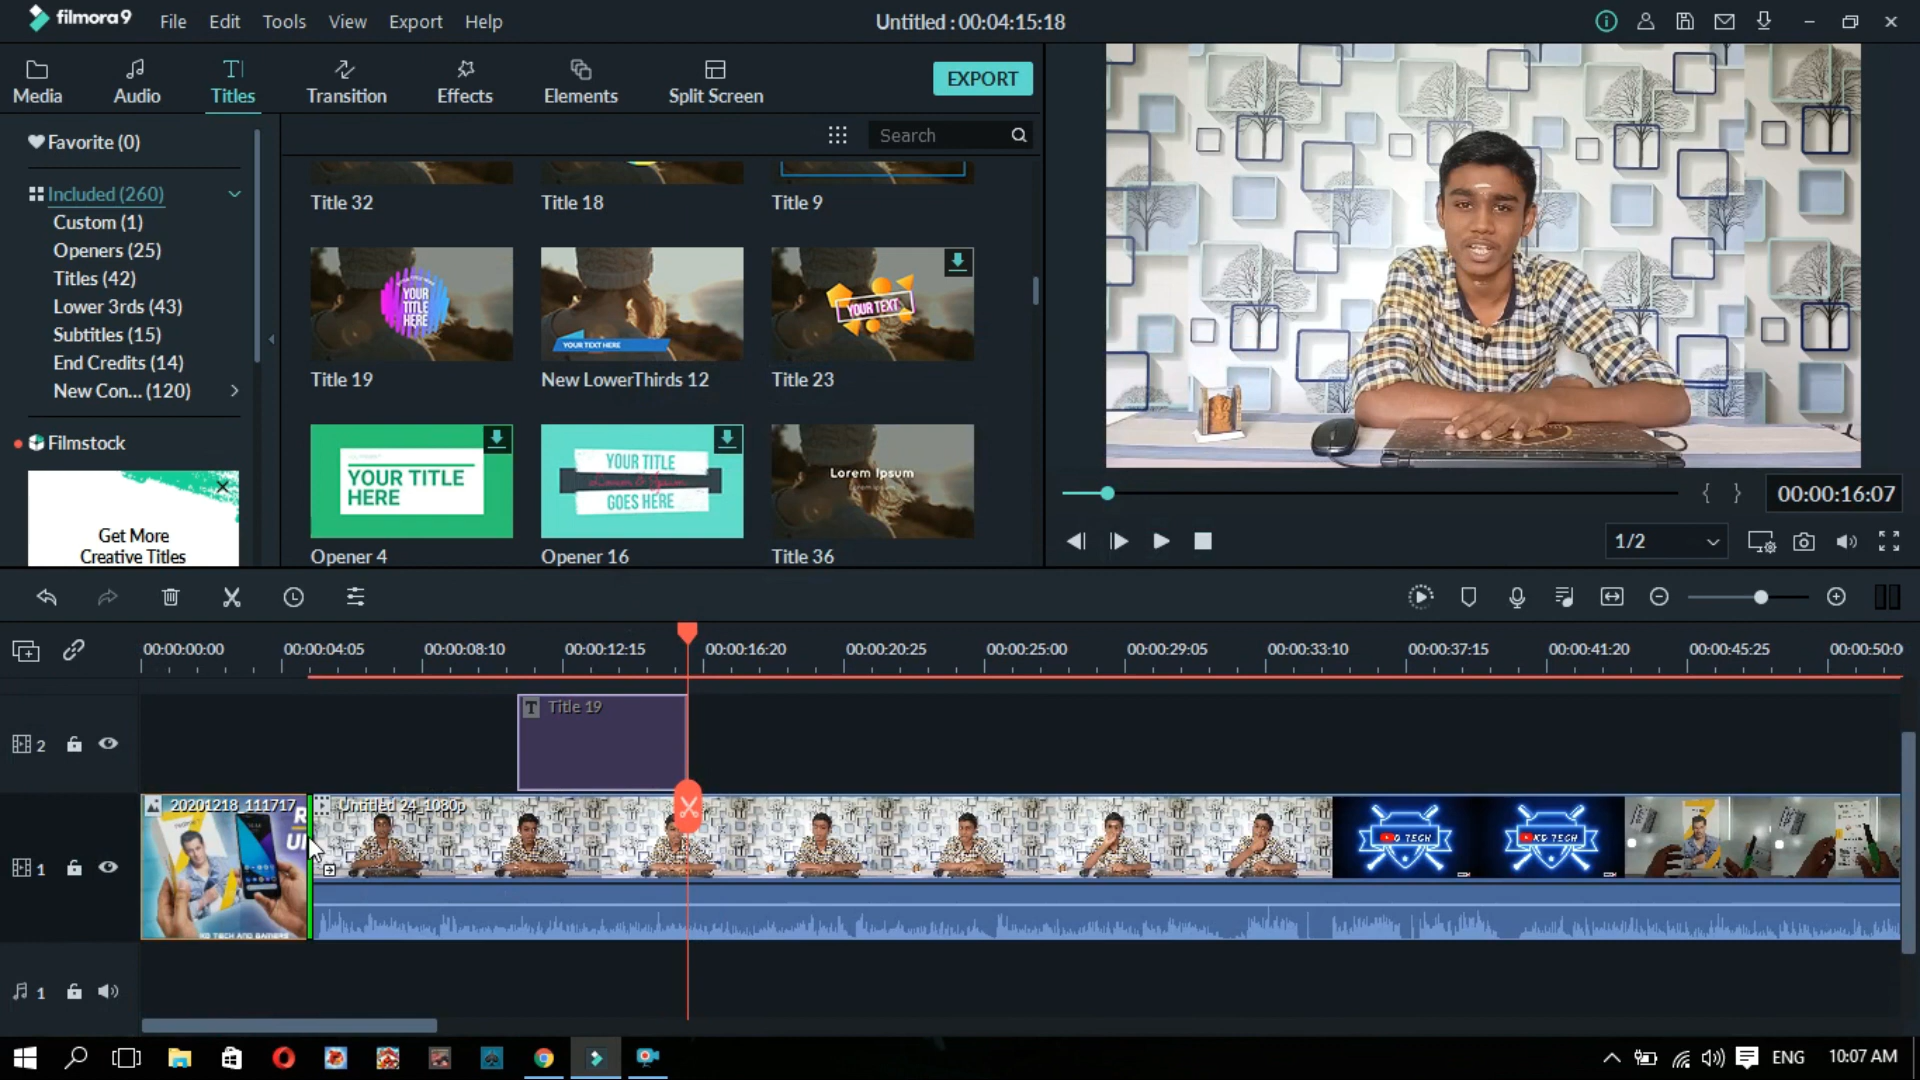 filmora9 File Edit Tools View Export Help Untitled : 00:04:15:18
Media Audio Titles Transition Effects Elements Split Screen EXPORT
Favorite (0)
Search
Included (260)
Custom (1)
Openers (25)
Titles (42)
Lower 3rds (43)
Subtitles (15)
End Credits (14)
New Con... (120)
Filmstock
Get More
Creative Titles
Title 32 Title 18 Title 9
YOUR
TITLE
HERE
YOUR TEXT HERE
YOUR TEXT
Title 19 New LowerThirds 12 Title 23
YOUR TITLE
HERE
YOUR TITLE
GOES HERE
Lorem Ipsum
Opener 4 Opener 16 Title 36
00:00:16:07
1/2
00:00:00:00 00:00:04:05 00:00:08:10 00:00:12:15 00:00:16:20 00:00:20:25 00:00:25:00 00:00:29:05 00:00:33:10 00:00:37:15 00:00:41:20 00:00:45:25 00:00:50:0
T Title 19
2
20201218_111717 Untitled 24_1080p
KD TECH KD TECH
KD TECH AND GAMERS
1
1
ENG 10:07 AM